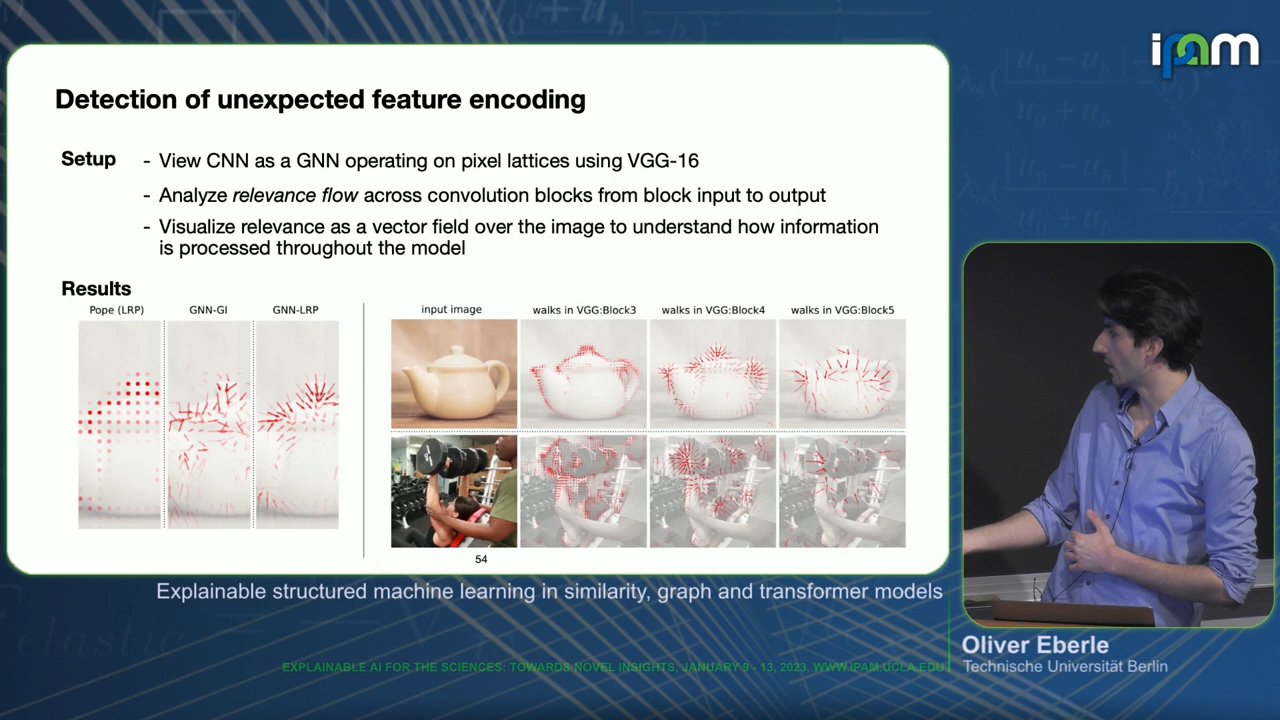 ipam
Detection of unexpected feature encoding
Setup
- View CNN as a GNN operating on pixel lattices using VGG-16
- Analyze relevance flow across convolution blocks from block input to output
- Visualize relevance as a vector field over the image to understand how information
is processed throughout the model
Results
Pope (LRP)
GNN-GI
GNN-LRP
input image
walks in VGG:Block3
walks in VGG:Block4
walks in VGG:Block5
54
Explainable structured machine learning in similarity, graph and transformer models
Oliver Eberle
Technische Universität Berlin
EXPLAINABLE AI FOR THE SCIENCES: TOWARDS NOVEL INSIGHTS, JANUARY 9 - 13, 2023, WWW.IPAM.UCLA.EDU
elastic